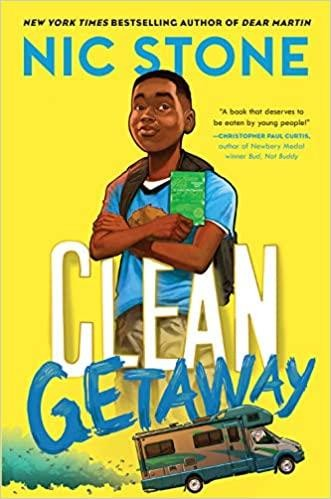 NEW YORK TIMES BESTSELLING AUTHOR OF DEAR MARTIN
NIC STONE
"A book that deserves to
be eaten by young people!"
—CHRISTOPHER PAUL CURTIS,
author of Newbery Medal
winner Bud, Not Buddy
CLEAN
GETAWAY